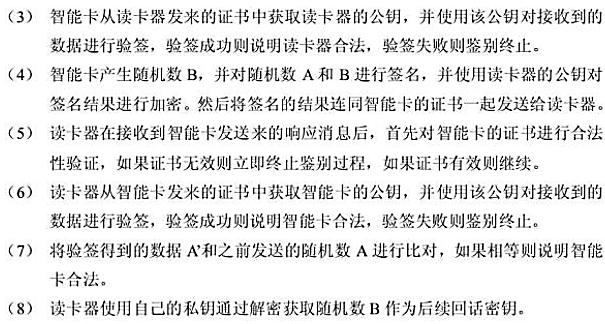 （3） 智能卡从读卡器发来的证书中获取读卡器的公钥，并使用该公钥对接收到的
数据进行验签，验签成功则说明读卡器合法，验签失败则鉴别终止。
（4） 智能卡产生随机数 B，并对随机数 A 和 B 进行签名，并使用读卡器的公钥对
签名结果进行加密。然后将签名的结果连同智能卡的证书一起发送给读卡器。
（5） 读卡器在接收到智能卡发送来的响应消息后，首先对智能卡的证书进行合法
性验证，如果证书无效则立即终止鉴别过程，如果证书有效则继续。
（6） 读卡器从智能卡发来的证书中获取智能卡的公钥，并使用该公钥对接收到的
数据进行验签，验签成功则说明智能卡合法，验签失败则鉴别终止。
（7） 将验签得到的数据 A’和之前发送的随机数 A 进行比对，如果相等则说明智能
卡合法。
（8） 读卡器使用自己的私钥通过解密获取随机数 B 作为后续回话密钥。